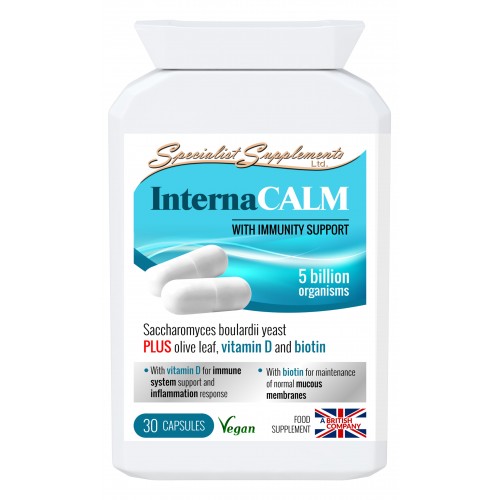 Specialist Supplements
Ltd.
InternaCALM
WITH IMMUNITY SUPPORT
5 billion
organisms
Saccharomyces boulardii yeast
PLUS olive leaf, vitamin D and biotin
• With vitamin D for immune
system support and
inflammation response
• With biotin for maintenance
of normal mucous
membranes
30 CAPSULES
Vegan
FOOD
SUPPLEMENT
A BRITISH
COMPANY